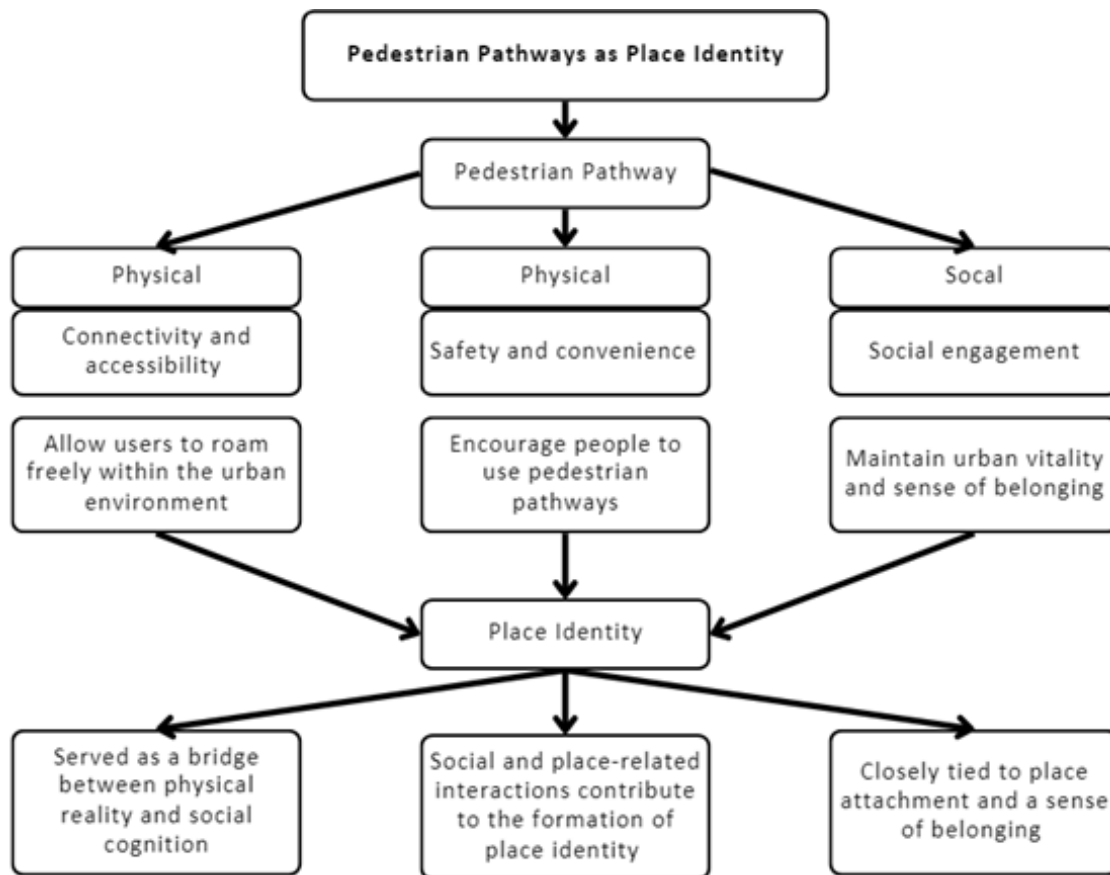 Pedestrian Pathways as Place Identity
Pedestrian Pathway
Physical
Physical
Socal
Connectivity and
accessibility
Safety and convenience
Social engagement
Allow users to roam
freely within the urban
environment
Encourage people to
use pedestrian
pathways
Maintain urban vitality
and sense of belonging
Place Identity
Served as a bridge
between physical
reality and social
cognition
Social and place-related
interactions contribute
to the formation of
place identity
Closely tied to place
attachment and a sense
of belonging